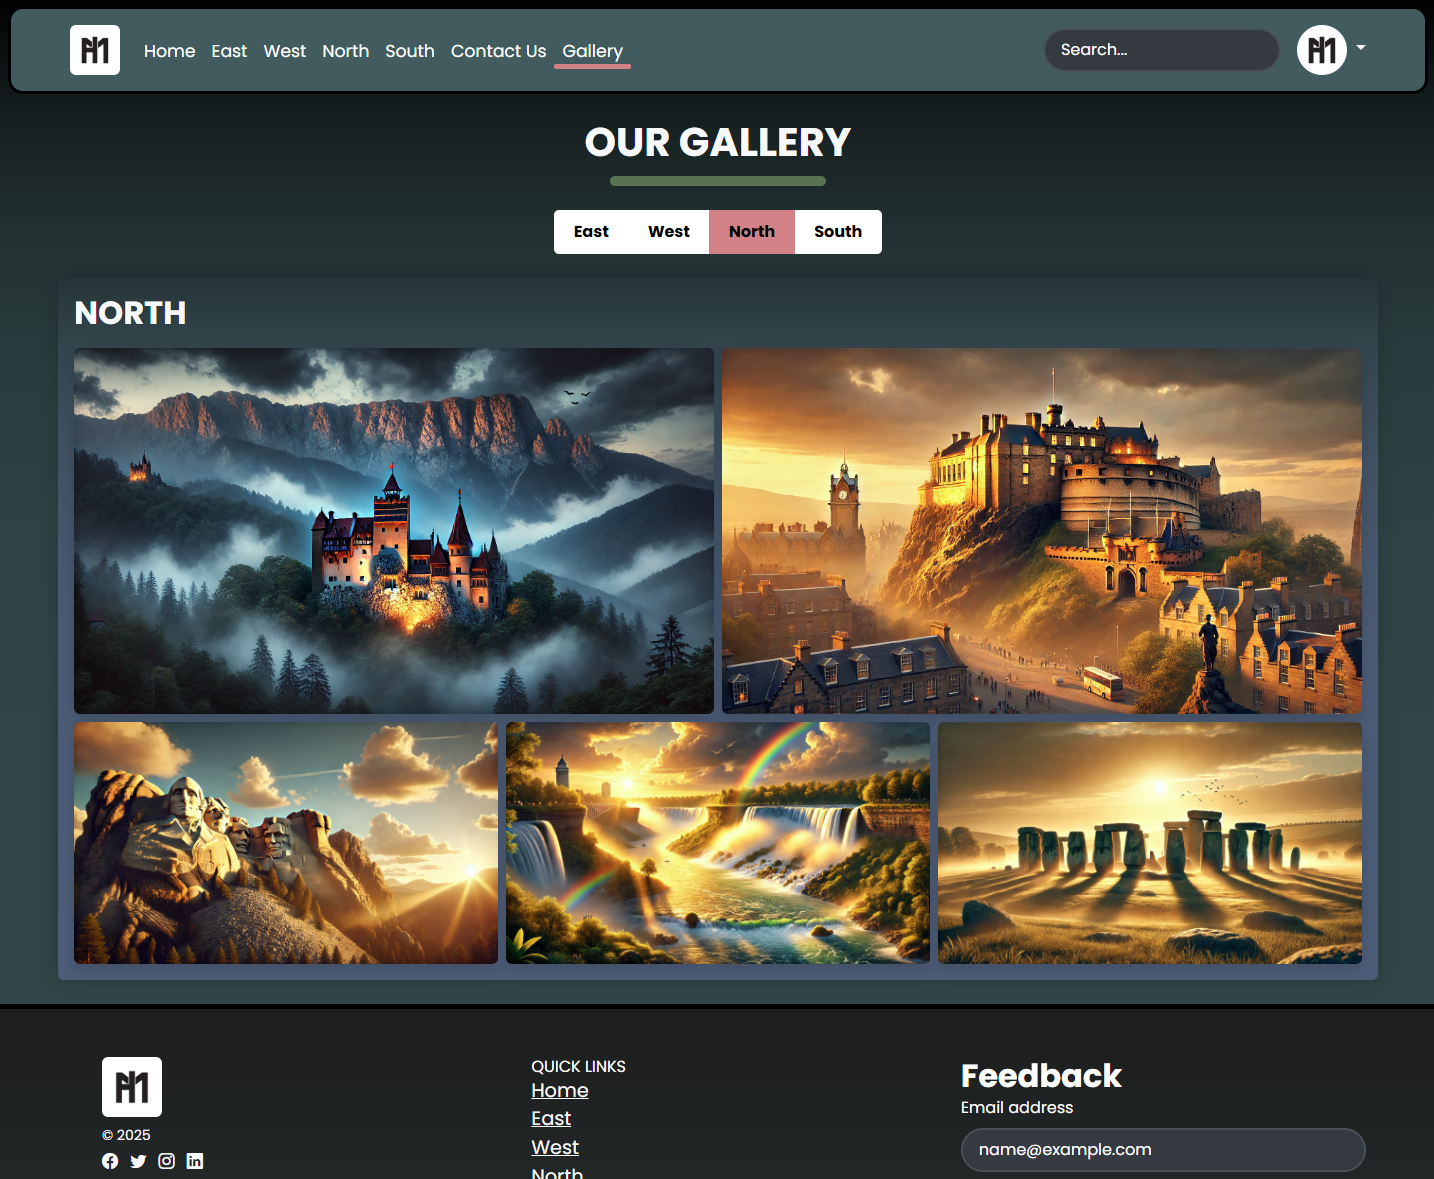 Home East West North South Contact Us Gallery Search...
OUR GALLERY
East West North South
NORTH
© 2025
QUICK LINKS
Home
East
West
North
Feedback
Email address
name@example.com